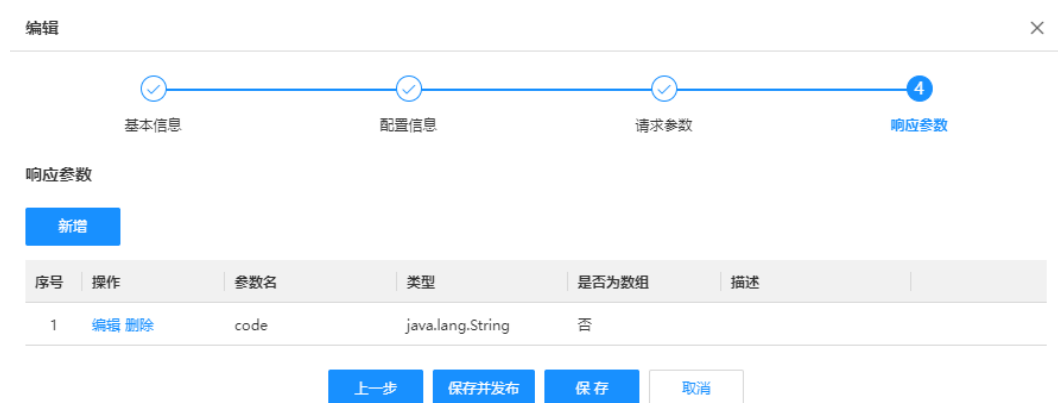 编辑
4
基本信息 配置信息 请求参数 响应参数
响应参数
新增
序号 操作 参数名 类型 是否为数组 描述
1 编辑 删除 code java.lang.String 否
上一步 保存并发布 保 存 取消